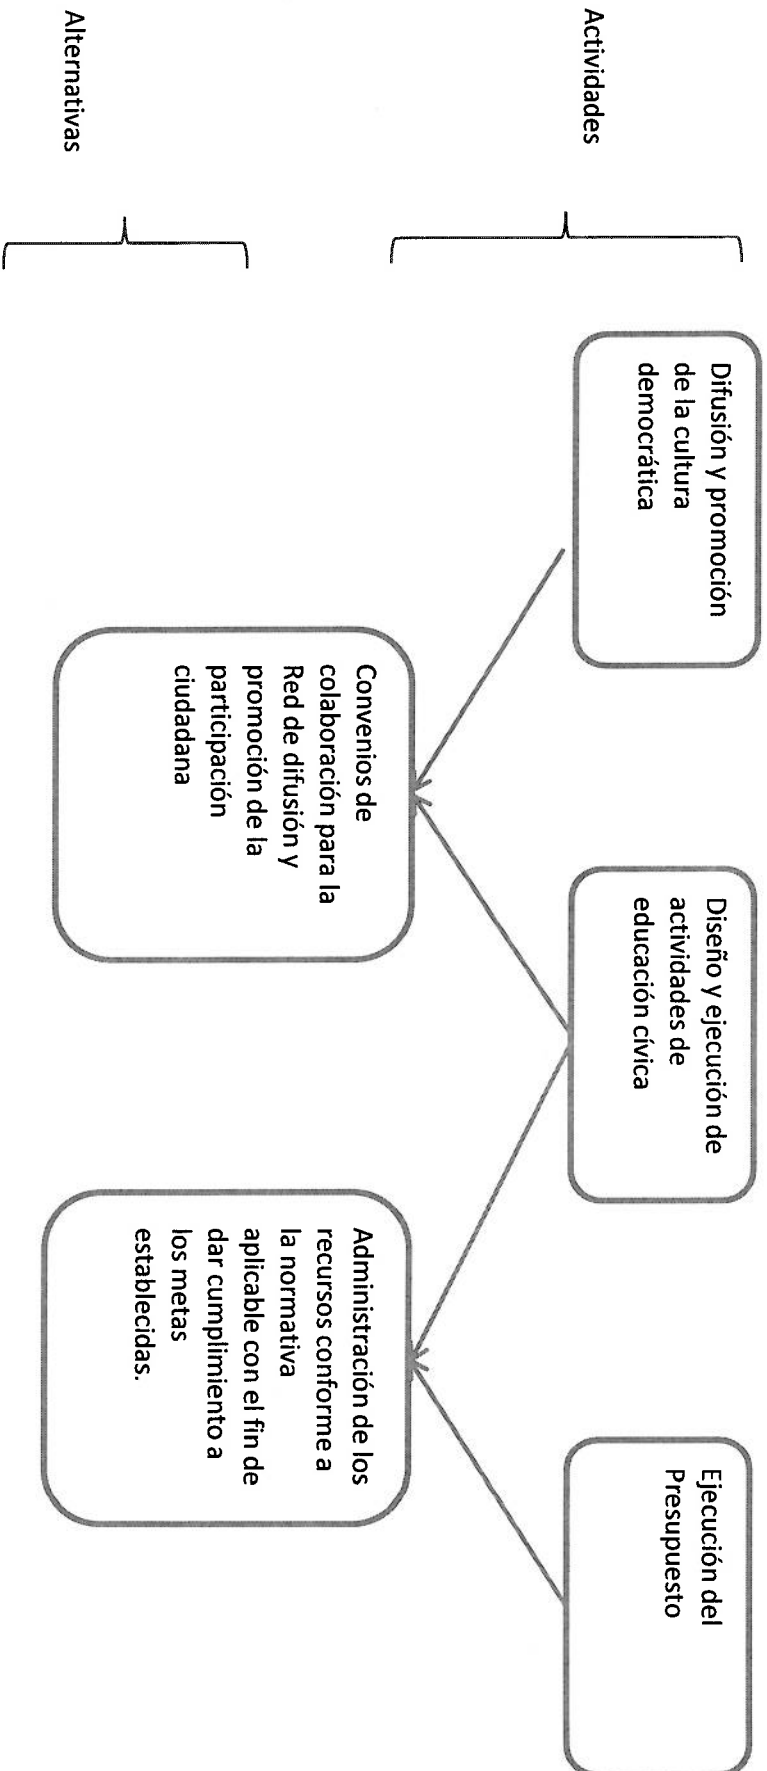 Actividades
Difusión y promoción
de la cultura
democrática
Diseño y ejecución de
actividades de
educación cívica
Ejecución del
Presupuesto
Alternativas
Convenios de
colaboración para la
Red de difusión y
promoción de la
participación
ciudadana
Administración de los
recursos conforme a
la normativa
aplicable con el fin de
dar cumplimiento a
los metas
establecidas.